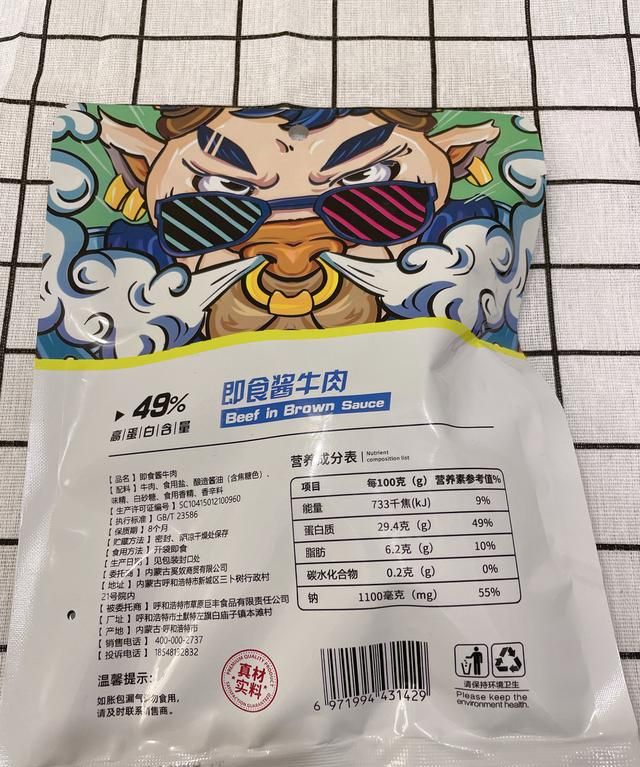 ▶ 49%
高|蛋|白|含|量
即食酱牛肉
Beef in Brown Sauce
【 品名 】即食酱牛肉
【 配料 】牛肉、食用盐、酿造酱油（含焦糖色）、
味精、白砂糖、食用香精、香辛料
【 生产许可证编号 】SC10415012100960
【 执行标准 】GB/T 23586
【 保质期 】8个月
【 贮藏方法 】密封、阴凉干燥处保存
【 食用方法 】开袋即食
【 生产日期 】见包装封口处
【 委托商 】内蒙古奚奴商贸有限公司
【 地址 】内蒙古呼和浩特市新城区三卜树行政村
21号院内
【 被委托商 】呼和浩特市草原巨丰食品有限责任公司
【 厂址 】呼和浩特市土默特左旗白庙子镇本滩村
【 产地 】内蒙古·呼和浩特市
【 销售电话 】400-000-2737
【 投诉电话 】18548192832
温馨提示：
如胀包漏气请勿食用，
请及时联系销售商。
营养成分表 | Nutrient composition list
项目 每100克（g） 营养素参考值%
能量 733千焦(kJ) 9%
蛋白质 29.4克（g） 49%
脂肪 6.2克（g） 10%
碳水化合物 0.2克（g） 0%
钠 1100毫克（mg） 55%
PREMIUM QUALITY PRODUCT
真材
实料
SATISFACTION GUARANTEED
6 971994 431429
请保持环境卫生
Please keep the
environment health.